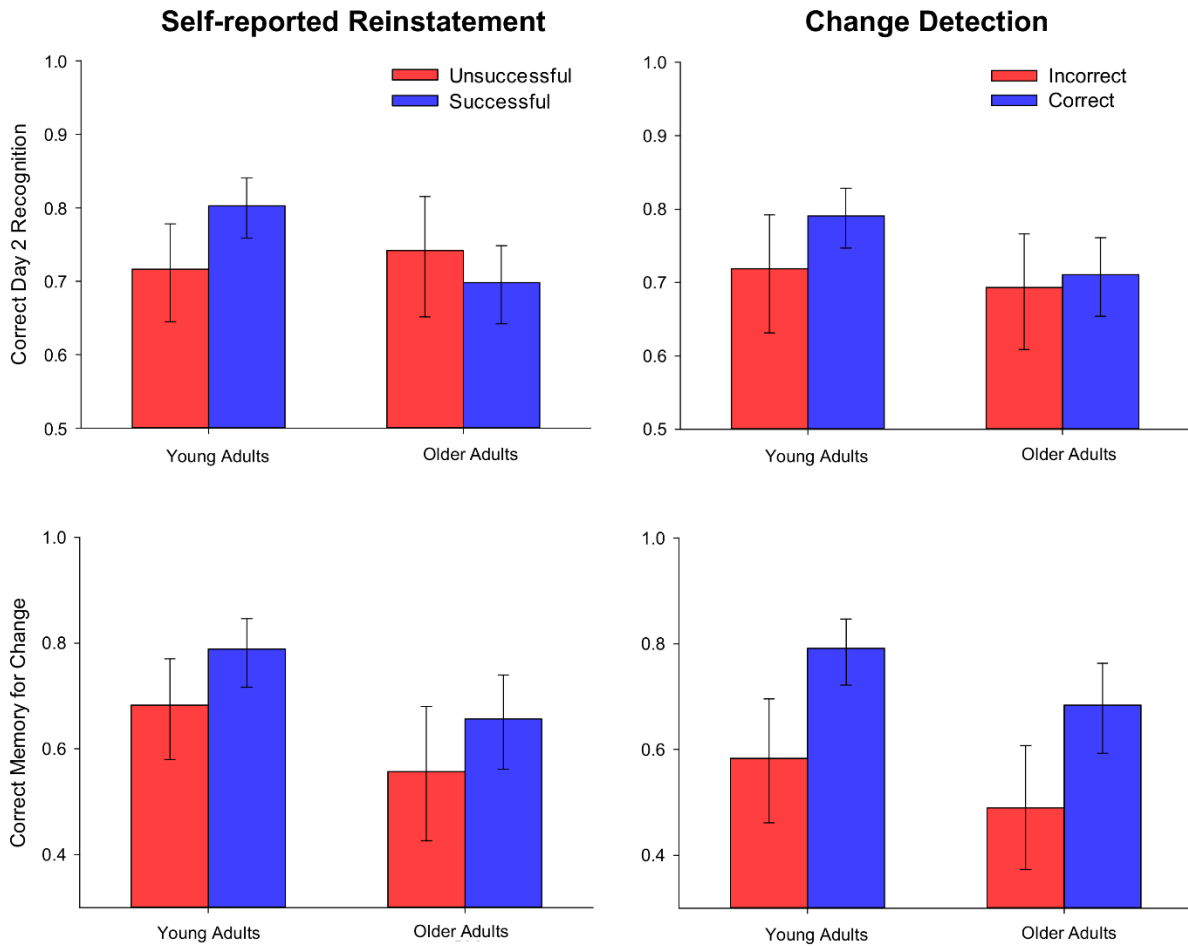 Self-reported Reinstatement
Change Detection
Correct Day 2 Recognition
1.0
0.9
0.8
0.7
0.6
0.5
Unsuccessful
Successful
Young Adults
Older Adults
1.0
0.9
0.8
0.7
0.6
0.5
Incorrect
Correct
Young Adults
Older Adults
Correct Memory for Change
1.0
0.8
0.6
0.4
Young Adults
Older Adults
1.0
0.8
0.6
0.4
Young Adults
Older Adults